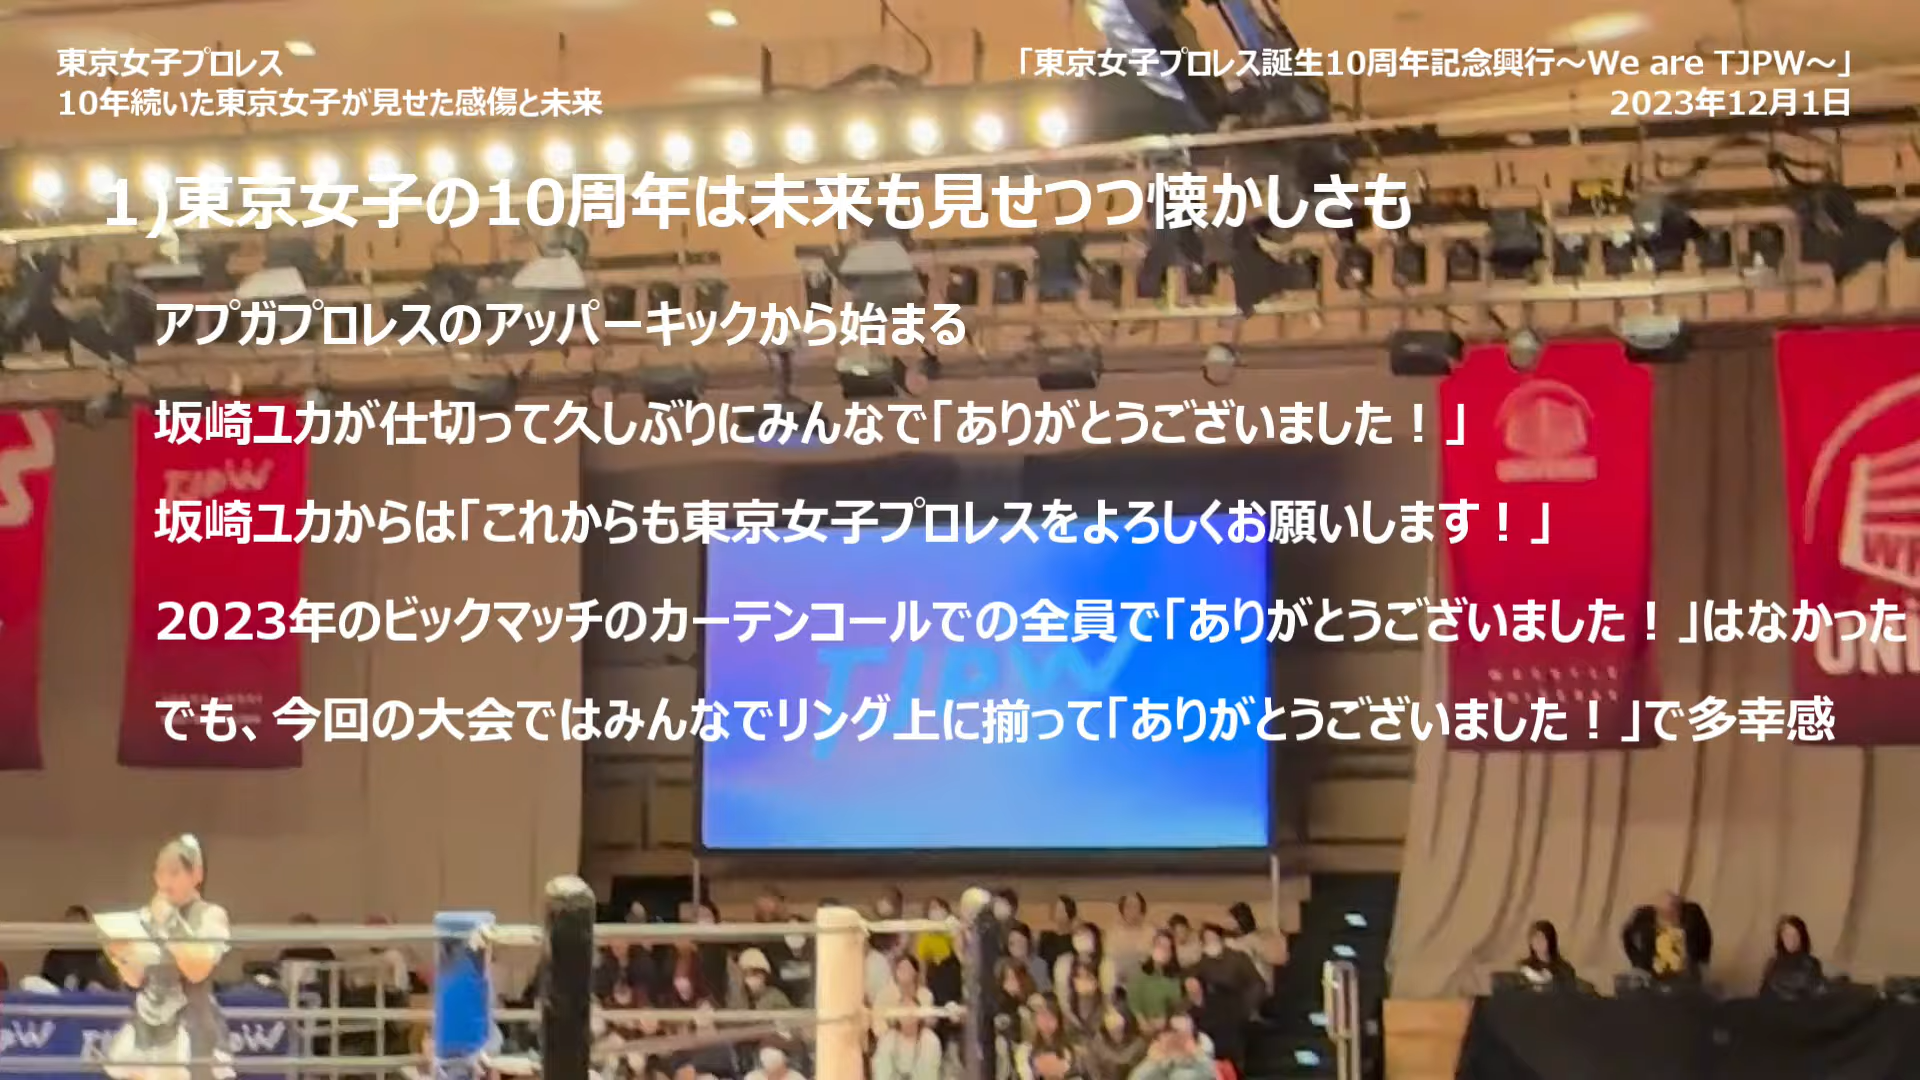 東京女子プロレス
10年続いた東京女子が見せた感傷と未来
「東京女子プロレス誕生10周年記念興行～We are TJPW～」
2023年12月1日
1)東京女子の10周年は未来も見せつつ懐かしさも
アプガプロレスのアッパーキックから始まる
坂崎ユカが仕切って久しぶりにみんなで「ありがとうございました！」
坂崎ユカからは「これからも東京女子プロレスをよろしくお願いします！」
2023年のビックマッチのカーテンコールでの全員で「ありがとうございました！」はなかった
でも、今回の大会ではみんなでリング上に揃って「ありがとうございました！」で多幸感
TJPW
TJPW